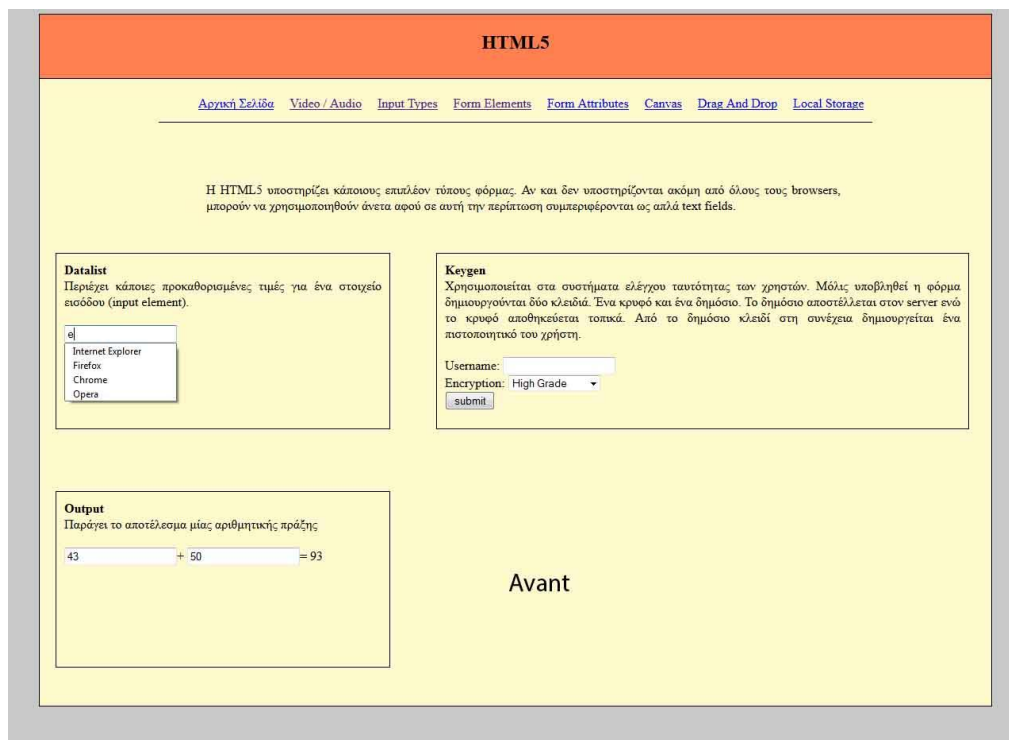 HTML5
Αρχική Σελίδα Video / Audio Input Types Form Elements Form Attributes Canvas Drag And Drop Local Storage
Η HTML5 υποστηρίζει κάποιους επιπλέον τύπους φόρμας. Αν και δεν υποστηρίζονται ακόμη από όλους τους browsers,
μπορούν να χρησιμοποιηθούν άνετα αφού σε αυτή την περίπτωση συμπεριφέρονται ως απλά text fields.
Datalist
Περιέχει κάποιες προκαθορισμένες τιμές για ένα στοιχείο
εισόδου (input element).
e
Internet Explorer
Firefox
Chrome
Opera
Keygen
Χρησιμοποιείται στα συστήματα ελέγχου ταυτότητας των χρηστών. Μόλις υποβληθεί η φόρμα
δημιουργούνται δύο κλειδιά. Ένα κρυφό και ένα δημόσιο. Το δημόσιο αποστέλλεται στον server ενώ
το κρυφό αποθηκεύεται τοπικά. Από το δημόσιο κλειδί στη συνέχεια δημιουργείται ένα
πιστοποιητικό του χρήστη.
Username:
Encryption: High Grade
submit
Output
Παράγει το αποτέλεσμα μίας αριθμητικής πράξης
43 + 50 = 93
Avant